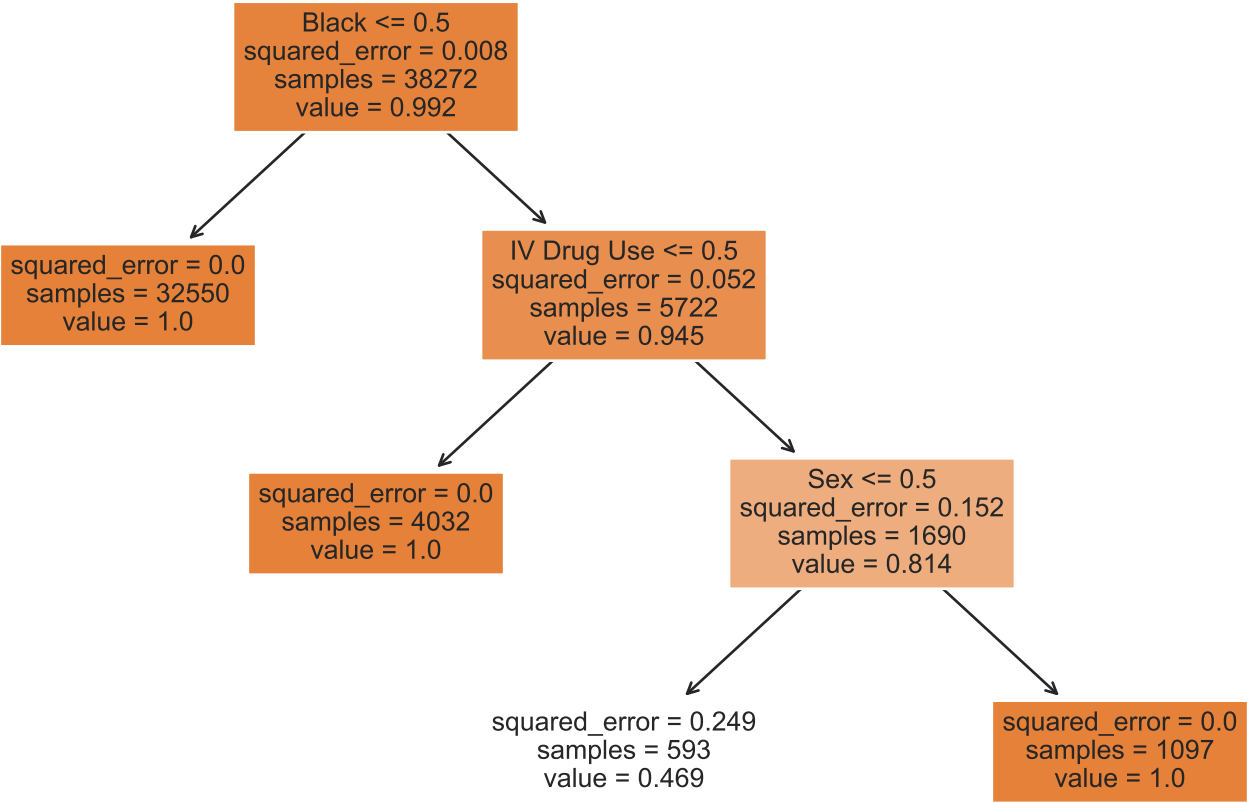 Black <= 0.5
squared_error = 0.008
samples = 38272
value = 0.992
squared_error = 0.0
samples = 32550
value = 1.0
IV Drug Use <= 0.5
squared_error = 0.052
samples = 5722
value = 0.945
squared_error = 0.0
samples = 4032
value = 1.0
Sex <= 0.5
squared_error = 0.152
samples = 1690
value = 0.814
squared_error = 0.249
samples = 593
value = 0.469
squared_error = 0.0
samples = 1097
value = 1.0